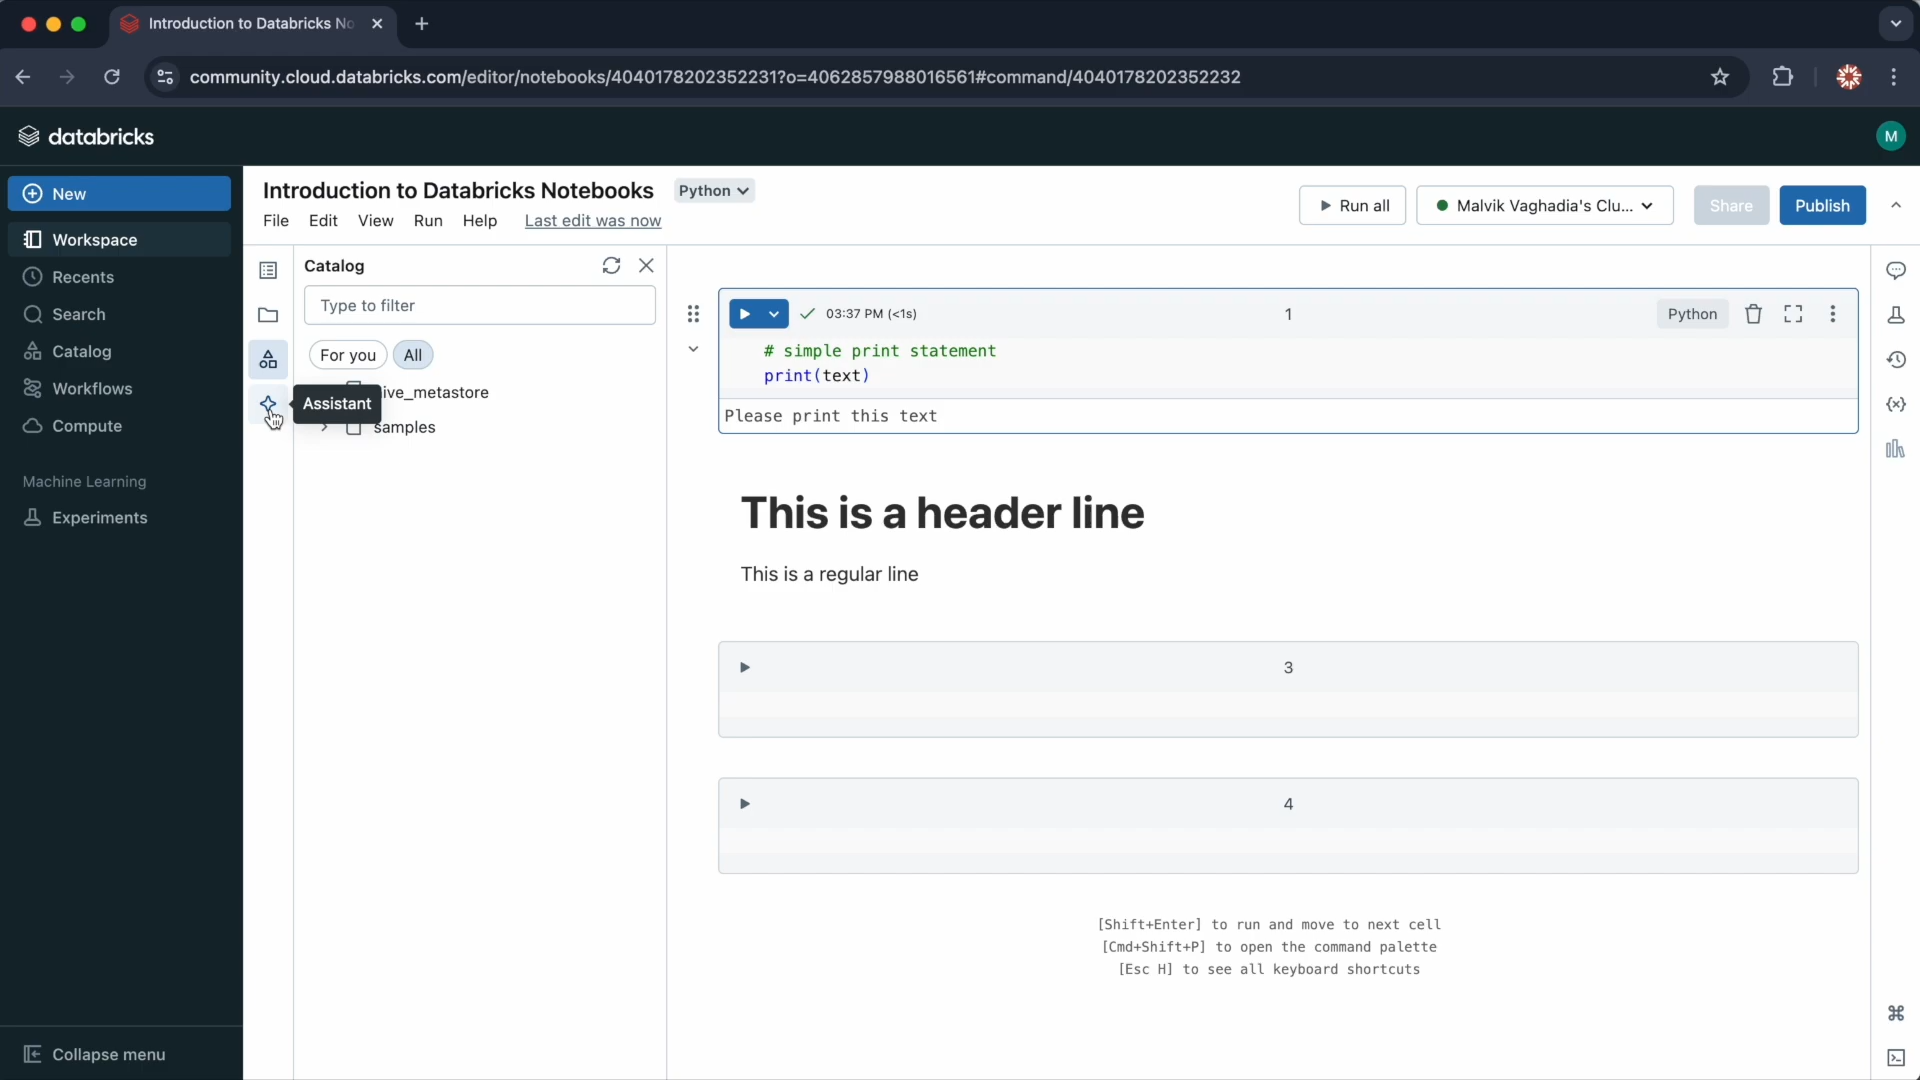 Introduction to Databricks No
community.cloud.databricks.com/editor/notebooks/4040178202352231?o=4062857988016561#command/4040178202352232
databricks
M
New
Workspace
Recents
Search
Catalog
Workflows
Compute
Machine Learning
Experiments
Collapse menu
Introduction to Databricks Notebooks
Python
File Edit View Run Help Last edit was now
Run all
Malvik Vaghadia's Clu...
Share
Publish
Catalog
Type to filter
For you All
ive_metastore
Assistant
samples
03:37 PM (<1s)
1
Python
# simple print statement
print(text)
Please print this text
This is a header line
This is a regular line
3
4
[Shift+Enter] to run and move to next cell
[Cmd+Shift+P] to open the command palette
[Esc H] to see all keyboard shortcuts